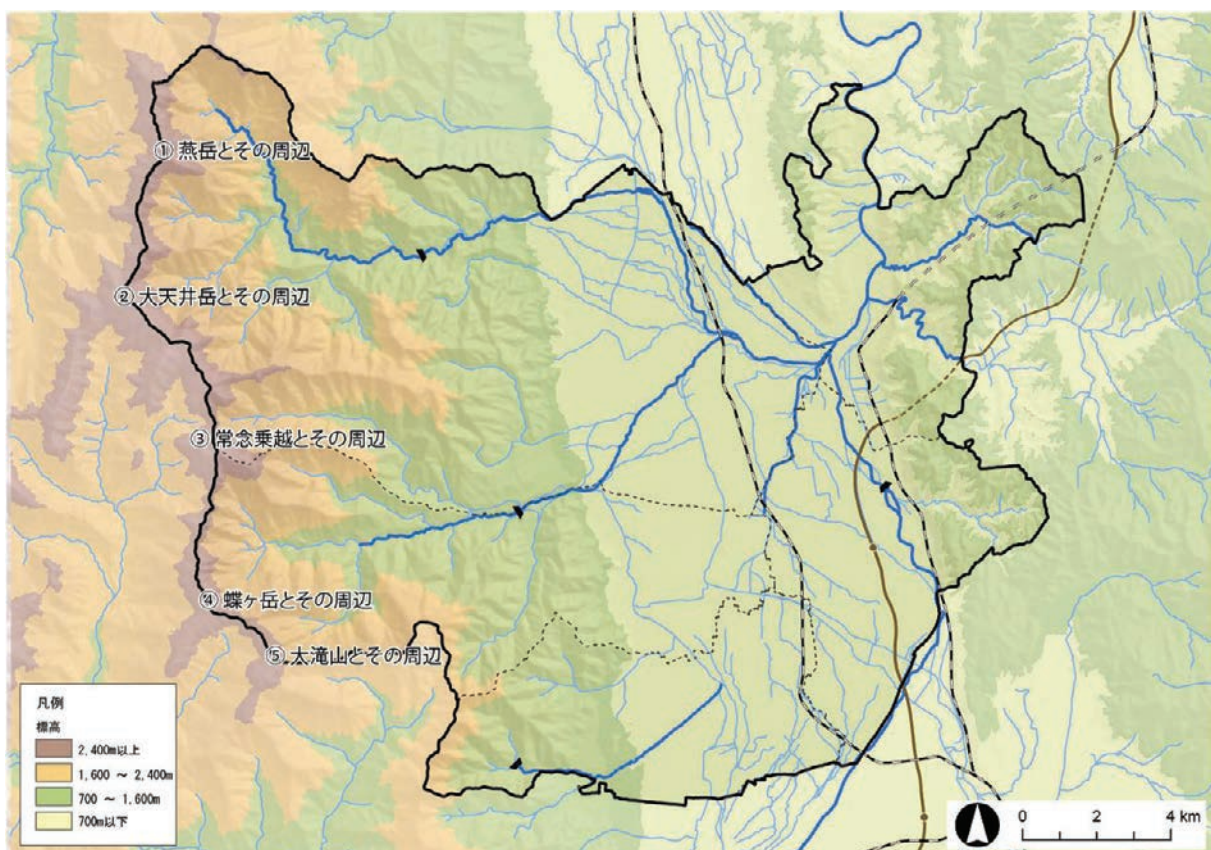 ① 燕岳とその周辺
② 大天井岳とその周辺
③ 常念乗越とその周辺
④ 蝶ヶ岳とその周辺
⑤ 大滝山とその周辺
凡例
標高
2,400m以上
1,600 ～ 2,400m
700 ～ 1,600m
700m以下
0 2 4 km